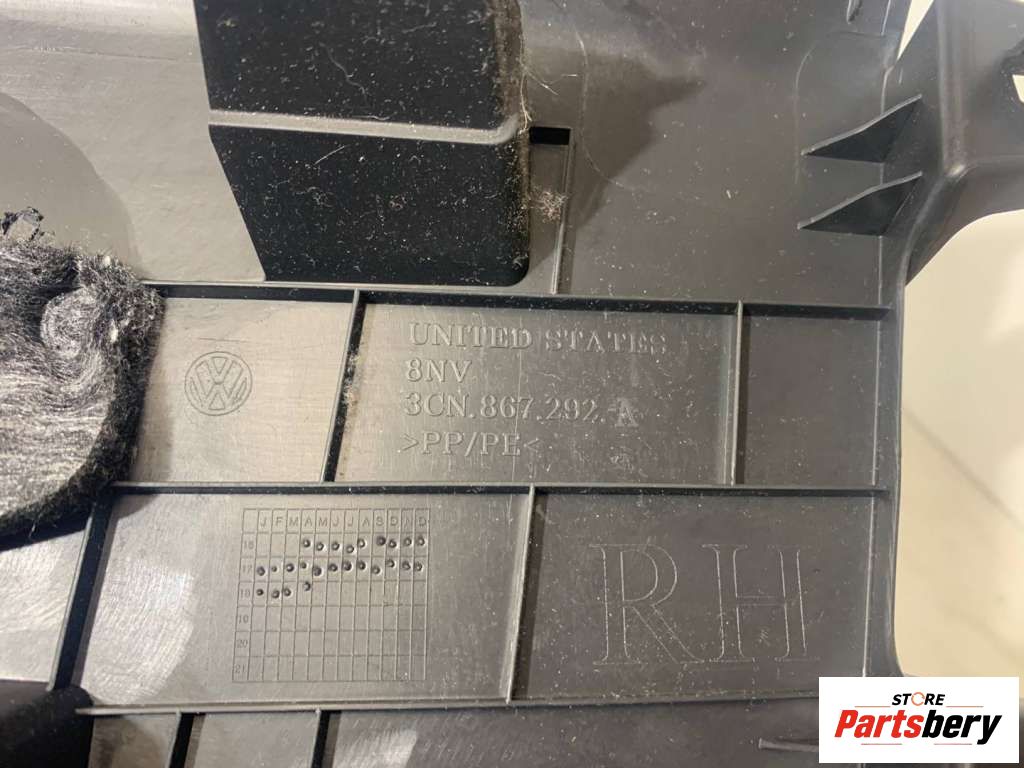 UNITED STATES
8NV
3CN.867.292 A
>PP/PE<
J F M A M J J A S O N D
16
17
18
19
20
21
RH
STORE
Partsbery